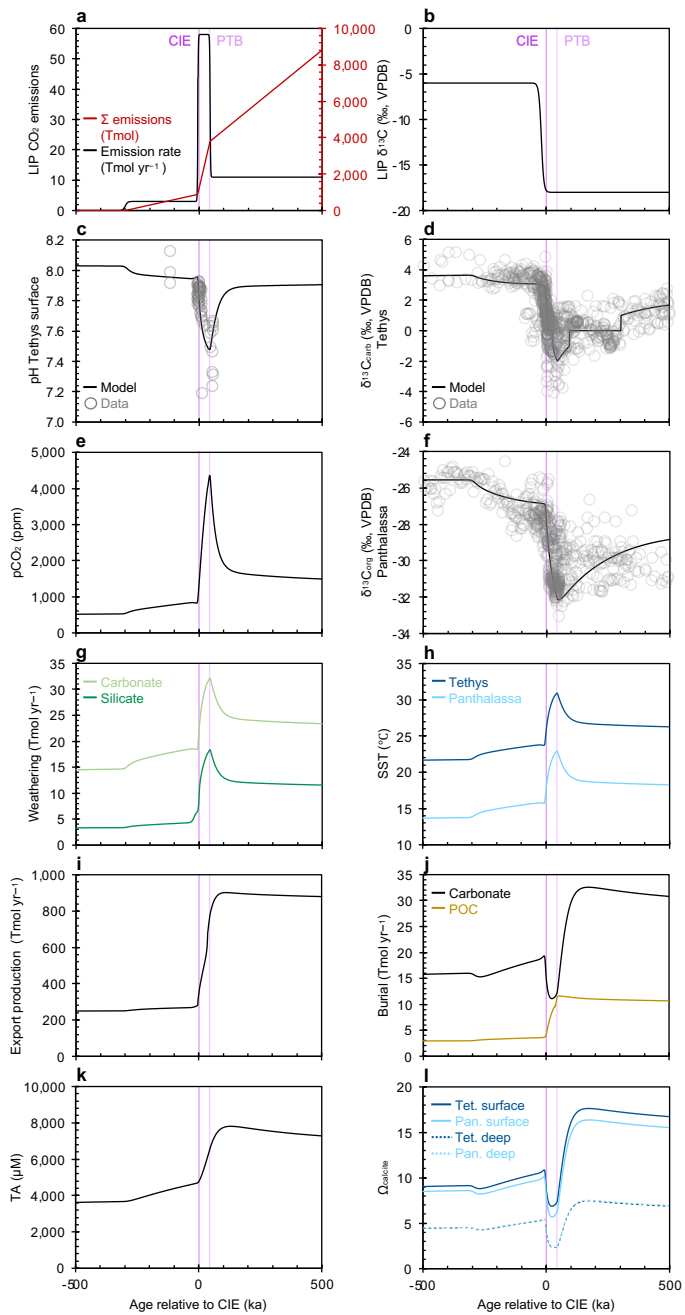 a
b
60
50
40
30
20
10
0
LIP CO₂ emissions
CIE
PTB
Σ emissions
(Tmol)
Emission rate
(Tmol yr⁻¹)
10,000
8,000
6,000
4,000
2,000
0
0
-5
-10
-15
-20
LIP δ¹³C (‰, VPDB)
CIE
PTB
c
d
8.2
8.0
7.8
7.6
7.4
7.2
7.0
pH Tethys surface
Model
Data
6
4
2
0
-2
-4
-6
δ¹³Ccarb (‰, VPDB)
Tethys
Model
Data
e
f
5,000
4,000
3,000
2,000
1,000
0
pCO₂ (ppm)
-24
-26
-28
-30
-32
-34
δ¹³Corg (‰, VPDB)
Panthalassa
g
h
35
30
25
20
15
10
5
0
Weathering (Tmol yr⁻¹)
Carbonate
Silicate
35
30
25
20
15
10
SST (°C)
Tethys
Panthalassa
i
j
1,000
800
600
400
200
0
Export production (Tmol yr⁻¹)
35
30
25
20
15
10
5
0
Burial (Tmol yr⁻¹)
Carbonate
POC
k
l
10,000
8,000
6,000
4,000
2,000
0
TA (µM)
20
15
10
5
0
Ωcalcite
Tet. surface
Pan. surface
Tet. deep
Pan. deep
-500
0
500
Age relative to CIE (ka)
-500
0
500
Age relative to CIE (ka)